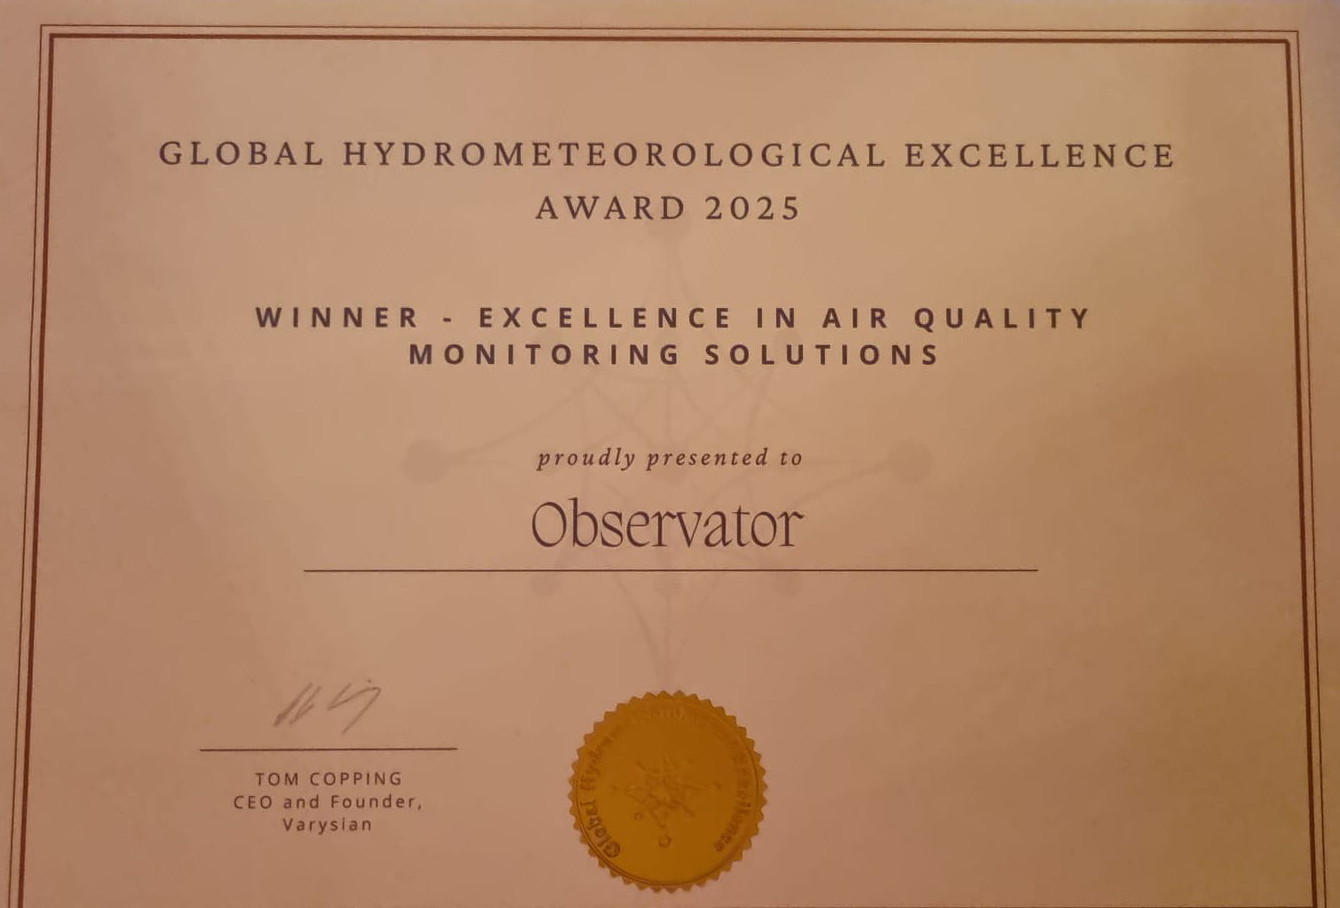 GLOBAL HYDROMETEOROLOGICAL EXCELLENCE
AWARD 2025
WINNER - EXCELLENCE IN AIR QUALITY
MONITORING SOLUTIONS
proudly presented to
Observator
TOM COPPING
CEO and Founder,
Varysian
Global